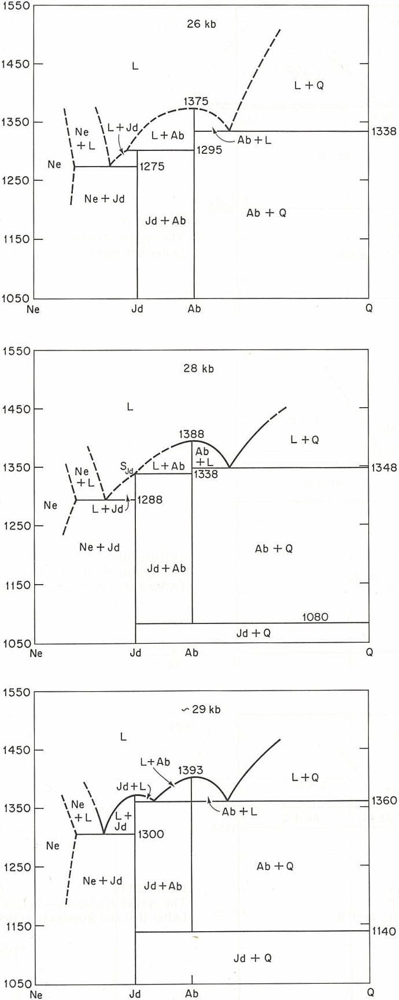 1550
26 kb
1450
L
L + Q
1375
1350
L + Jd
Ne
+ L
L + Ab
Ab + L
1338
1295
Ne
1275
1250
Ne + Jd
Ab + Q
Jd + Ab
1150
1050
Ne Jd Ab Q
1550
28 kb
1450
L
1388
L + Q
Ab
+ L
1350
SJd
L + Ab
1348
Ne
+ L
1338
1288
Ne
L + Jd
1250
Ne + Jd
Ab + Q
Jd + Ab
1150
1080
Jd + Q
1050
Ne Jd Ab Q
1550
~ 29 kb
L
1450
L + Ab
1393
L + Q
Jd + L
1350
1360
Ne
+ L
L +
Jd
Ab + L
1300
Ne
1250
Ab + Q
Ne + Jd
Jd + Ab
1150
1140
Jd + Q
1050
Ne Jd Ab Q